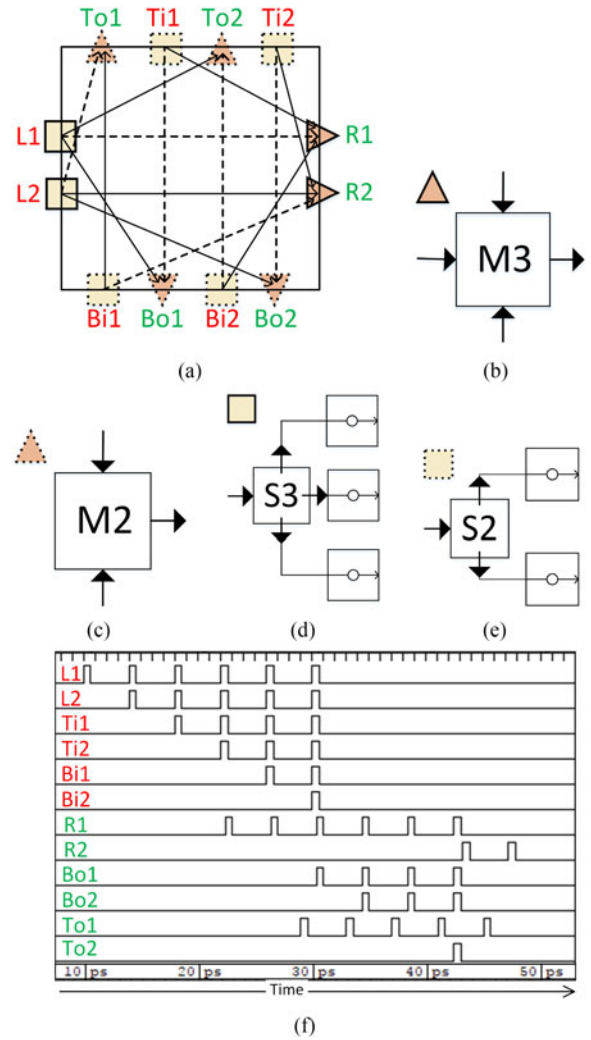 To1 Ti1 To2 Ti2
L1 R1
L2 R2
Bi1 Bo1 Bi2 Bo2
(a)
M3
(b)
M2
(c)
S3
(d)
S2
(e)
L1
L2
Ti1
Ti2
Bi1
Bi2
R1
R2
Bo1
Bo2
To1
To2
10 ps 20 ps 30 ps 40 ps 50 ps
Time
(f)